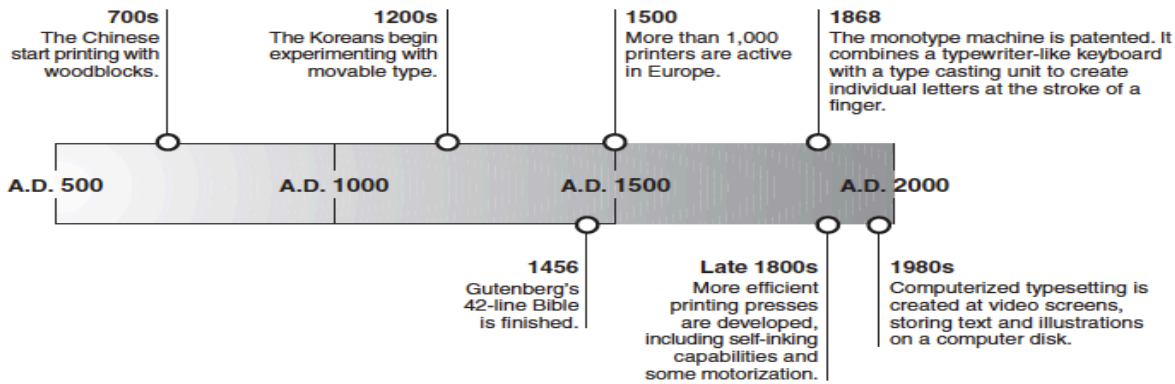 700s
The Chinese
start printing with
woodblocks.
1200s
The Koreans begin
experimenting with
movable type.
1500
More than 1,000
printers are active
in Europe.
1868
The monotype machine is patented. It
combines a typewriter-like keyboard
with a type casting unit to create
individual letters at the stroke of a
finger.
A.D. 500
A.D. 1000
A.D. 1500
A.D. 2000
1456
Gutenberg's
42-line Bible
is finished.
Late 1800s
More efficient
printing presses
are developed,
including self-inking
capabilities and
some motorization.
1980s
Computerized typesetting is
created at video screens,
storing text and illustrations
on a computer disk.